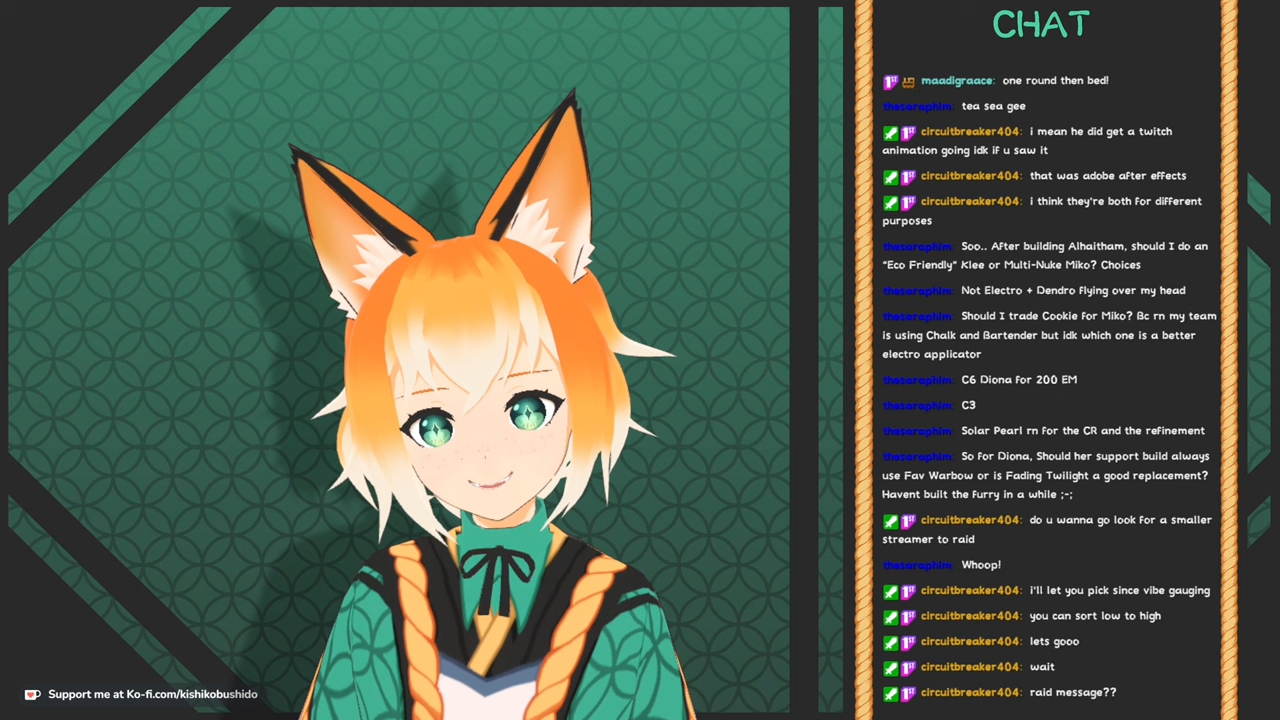 CHAT
maadigraace: one round then bed!
thesaraphim: tea sea gee
circuitbreaker404: i mean he did get a twitch
animation going idk if u saw it
circuitbreaker404: that was adobe after effects
circuitbreaker404: i think they're both for different
purposes
thesaraphim: Soo.. After building Alhaitham, should I do an
"Eco Friendly" Klee or Multi-Nuke Miko? Choices
thesaraphim: Not Electro + Dendro flying over my head
thesaraphim: Should I trade Cookie for Miko? Bc rn my team
is using Chalk and Bartender but idk which one is a better
electro applicator
thesaraphim: C6 Diona for 200 EM
thesaraphim: C3
thesaraphim: Solar Pearl rn for the CR and the refinement
thesaraphim: So for Diona, Should her support build always
use Fav Warbow or is Fading Twilight a good replacement?
Havent built the furry in a while ;-;
circuitbreaker404: do u wanna go look for a smaller
streamer to raid
thesaraphim: Whoop!
circuitbreaker404: i'll let you pick since vibe gauging
circuitbreaker404: you can sort low to high
circuitbreaker404: lets gooo
circuitbreaker404: wait
circuitbreaker404: raid message??
Support me at Ko-fi.com/kishikobushido